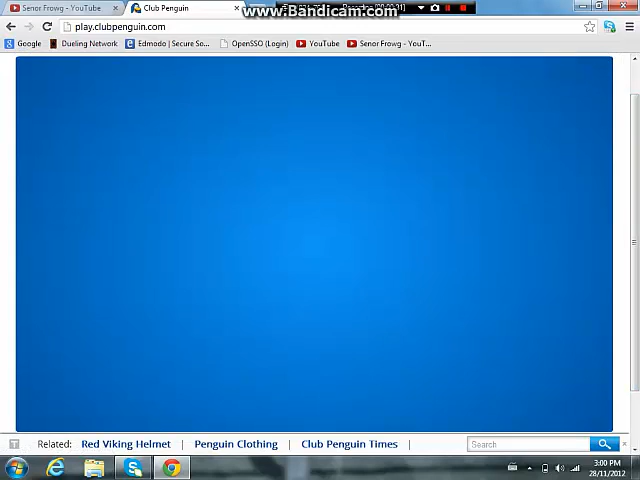 Senor Frowg - YouTube
Club Penguin
www.Bandicam.com
play.clubpenguin.com
Google
Dueling Network
Edmodo | Secure So...
OpenSSO (Login)
YouTube
Senor Frowg - YouT...
T
Related:
Red Viking Helmet
|
Penguin Clothing
|
Club Penguin Times
|
Search
3:00 PM
28/11/2012